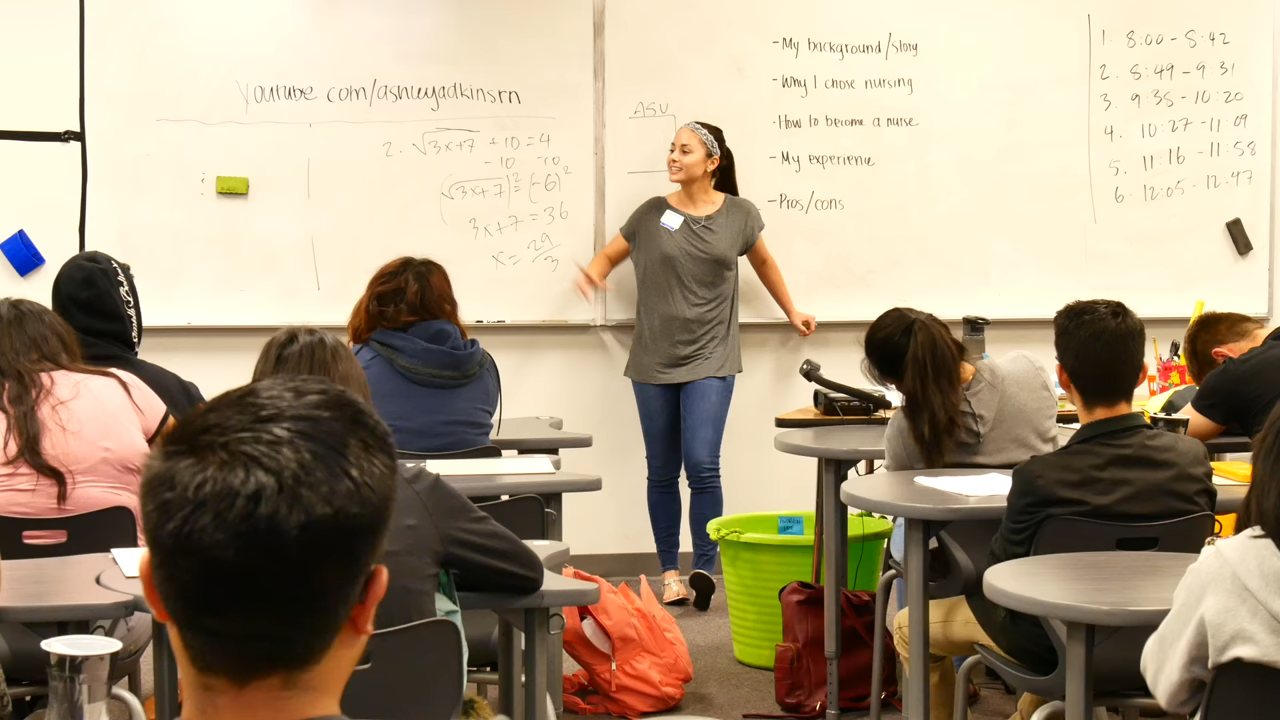 Youtube com/ashleyadkinsrn
2. √3x+7 + 10 = 4
-10 -10
(√3x+7)² = (-6)²
3x+7 = 36
x = 29/3
ASU
-My background/story
-Why I chose nursing
·How to become a nurse
-My experience
-Pros/cons
1. 8:00 - 8:42
2. 8:49 - 9:31
3. 9:38 - 10:20
4. 10:27 - 11:09
5. 11:16 - 11:58
6. 12:05 - 12:47